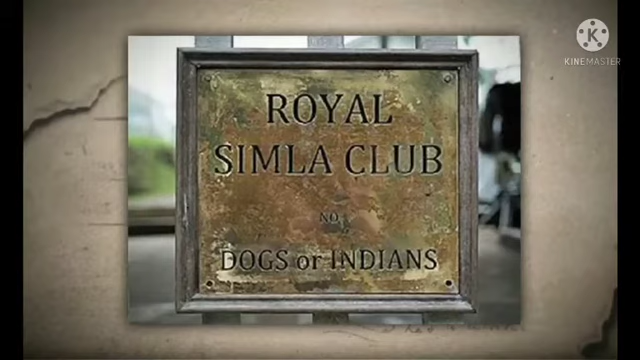 ROYAL
SIMLA CLUB
NO
DOGS or INDIANS
K
KINEMASTER